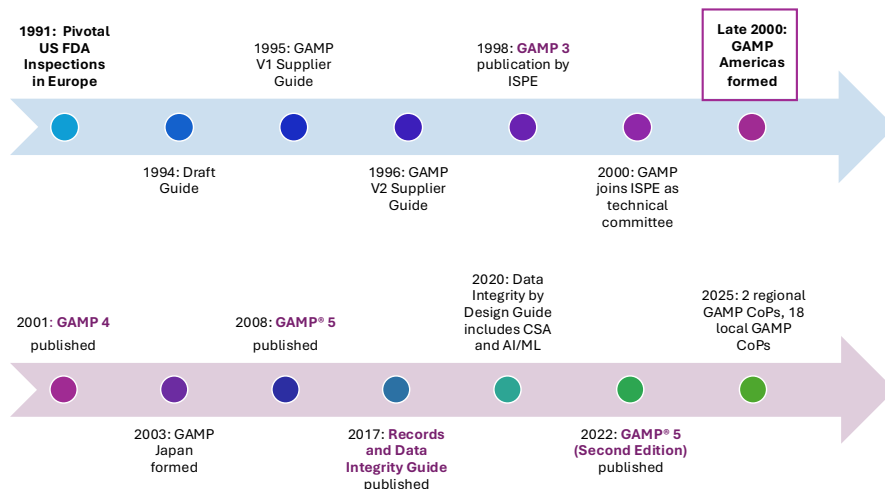 1991: Pivotal
US FDA
Inspections
in Europe
1995: GAMP
V1 Supplier
Guide
1998: GAMP 3
publication by
ISPE
Late 2000:
GAMP
Americas
formed
1994: Draft
Guide
1996: GAMP
V2 Supplier
Guide
2000: GAMP
joins ISPE as
technical
committee
2001: GAMP 4
published
2008: GAMP® 5
published
2020: Data
Integrity by
Design Guide
includes CSA
and AI/ML
2025: 2 regional
GAMP CoPs, 18
local GAMP
CoPs
2003: GAMP
Japan
formed
2017: Records
and Data
Integrity Guide
published
2022: GAMP® 5
(Second Edition)
published